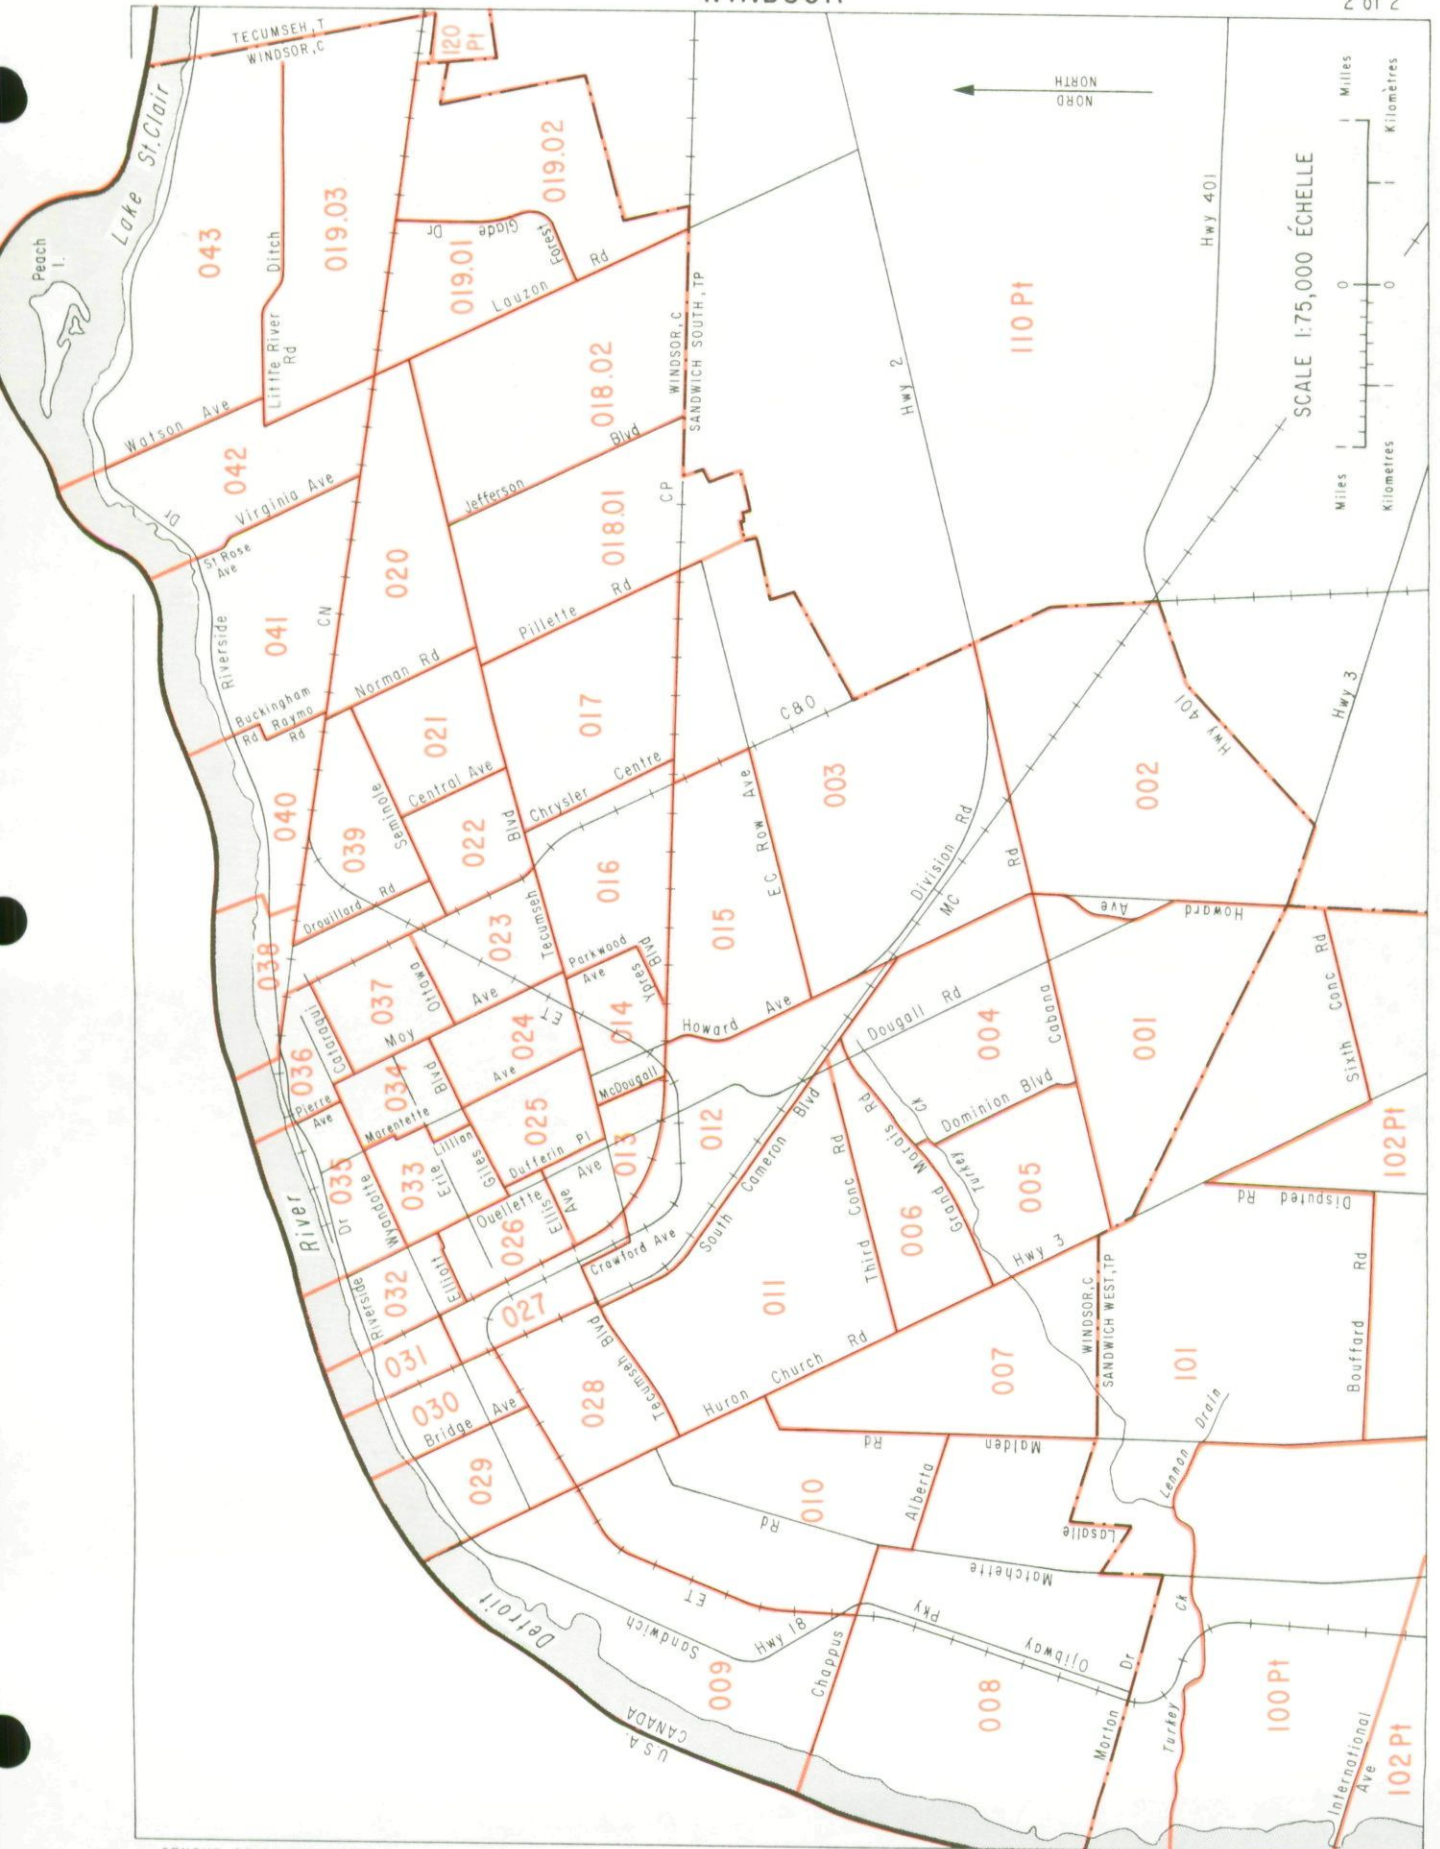 TECUMSEH, T
WINDSOR, C
120
Pt
Lake St. Clair
Peach
I.
043
Ditch
019.03
Little River
Rd
019.01
Glade
Dr
Forest
019.02
Lauzon Rd
NORD
NORTH
Hwy 401
Milles
Kilomètres
SCALE 1:75,000 ÉCHELLE
1 0 1
1 0 1
Miles
Kilometres
Watson Ave
042
Virginia Ave
Dr
St Rose
Ave
Riverside
041
CN
020
Jefferson Blvd
018.02
018.01
WINDSOR, C
SANDWICH SOUTH, TP
CP
Hwy 2
110 Pt
Pillette Rd
Norman Rd
Buckingham
Rd
Raymo
Rd
040
021
017
Central Ave
Seminole
039
022
Blvd
Chrysler Centre
C&O
003
EC Row Ave
Hwy 401
Hwy 3
002
Drouillard Rd
038
023
Tecumseh
016
015
Division Rd
MC
Rd
Howard
Ave
Parkwood
Ave
Ypres
Blvd
014
Howard Ave
Ottawa
037
Moy Ave
Cataraqui
036
Pierre
Ave
034
Blvd
024
ET
Ave
Marentette
Lillian
025
McDougall
Dougall Rd
004
Cabana
001
Sixth Conc Rd
102 Pt
Dominion Blvd
Grand Marais Rd
Turkey Ck
005
Disputed
Rd
012
South Cameron Blvd
013
Dufferin Pl
Giles
Erie
033
Wyandotte
035
Dr
River
Ouellette
Ave
Ellis
Ave
026
Elliott
032
Riverside
027
Crawford Ave
Third Conc Rd
006
Hwy 3
011
031
030
Bridge Ave
028
Tecumseh Blvd
Huron Church Rd
007
WINDSOR, C
SANDWICH WEST, TP
101
Bouffard Rd
029
Malden
Rd
Lennon Drain
010
Alberta
Lasalle
Rd
Matchette
Detroit
ET
Sandwich
Hwy 18
Ojibway
Pky
Chappus
009
CANADA
U.S.A.
008
Morton Dr
Turkey
Ck
100 Pt
International
Ave
102 Pt